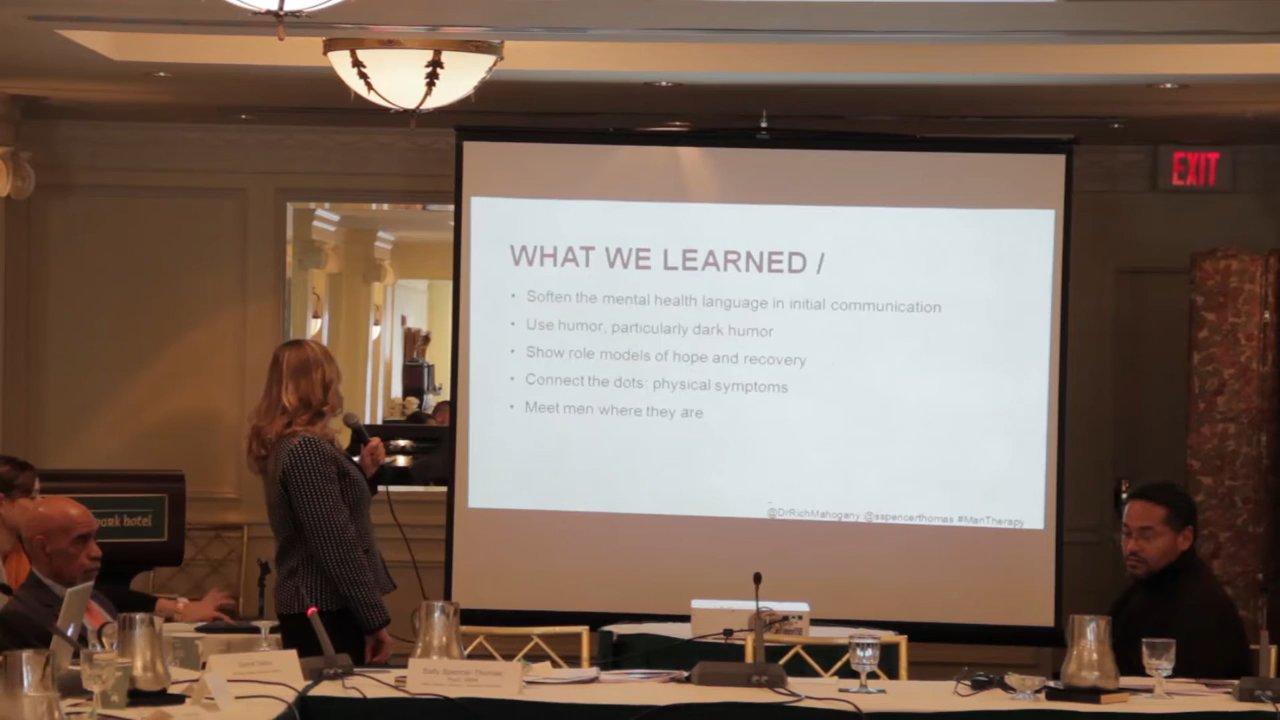 EXIT
WHAT WE LEARNED /
• Soften the mental health language in initial communication
• Use humor, particularly dark humor
• Show role models of hope and recovery
• Connect the dots: physical symptoms
• Meet men where they are
@DrRichMahogany @sspencerthomas #ManTherapy
park hotel
Sally Spencer-Thomas